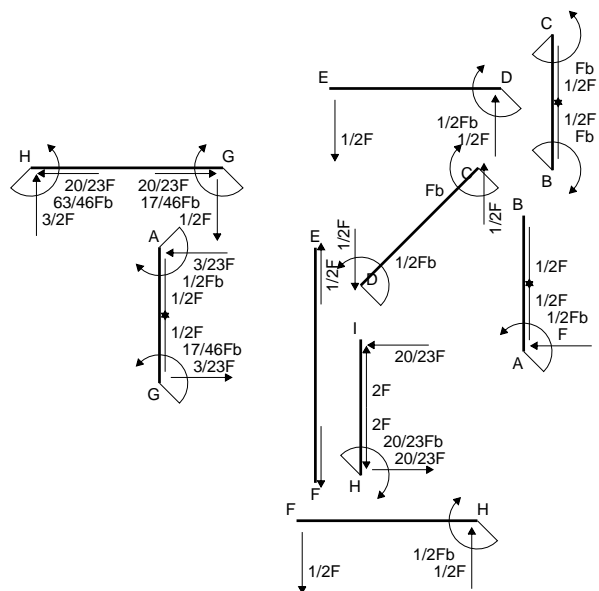 C
Fb
1/2F
1/2F
Fb
B
E
D
1/2F
1/2Fb
1/2F
H
G
20/23F
20/23F
63/46Fb
17/46Fb
3/2F
1/2F
C
Fb
1/2F
1/2F
D
1/2Fb
A
3/23F
1/2Fb
1/2F
1/2F
17/46Fb
3/23F
G
E
1/2F
F
B
1/2F
1/2F
1/2Fb
F
A
I
20/23F
2F
2F
20/23Fb
20/23F
H
F
H
1/2F
1/2Fb
1/2F